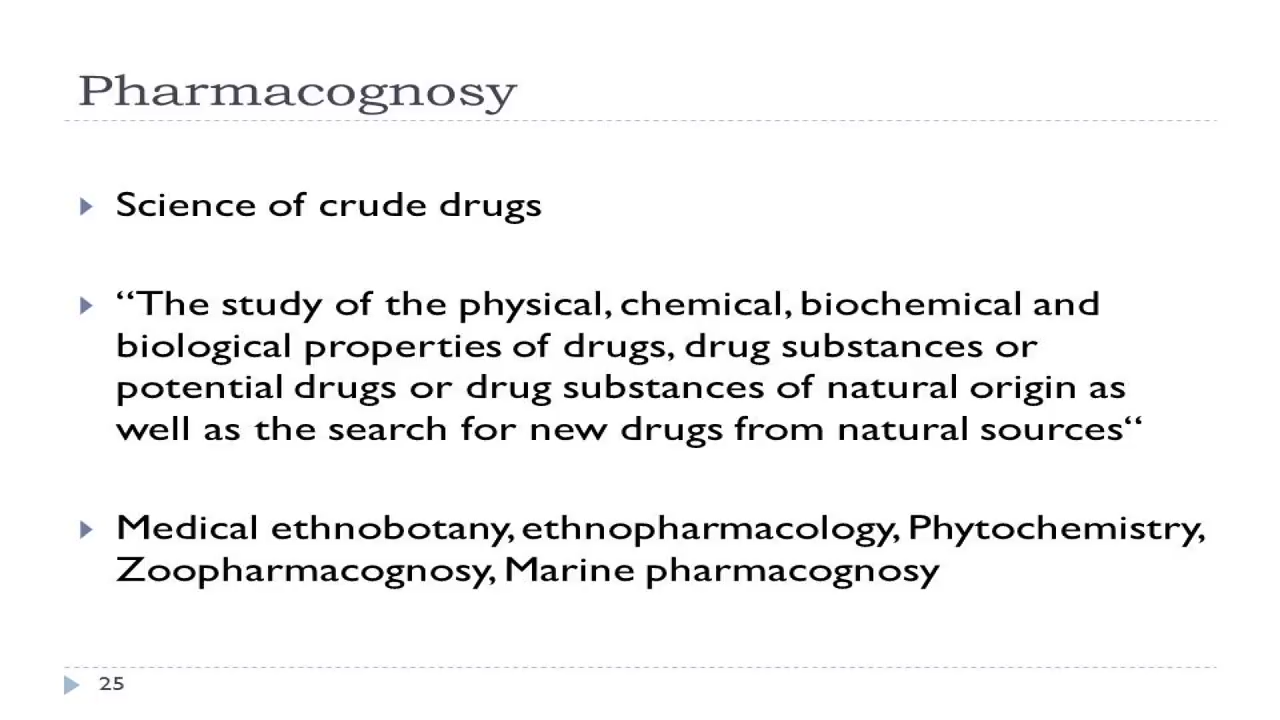 Pharmacognosy
Science of crude drugs
“The study of the physical, chemical, biochemical and
biological properties of drugs, drug substances or
potential drugs or drug substances of natural origin as
well as the search for new drugs from natural sources“
Medical ethnobotany, ethnopharmacology, Phytochemistry,
Zoopharmacognosy, Marine pharmacognosy
25